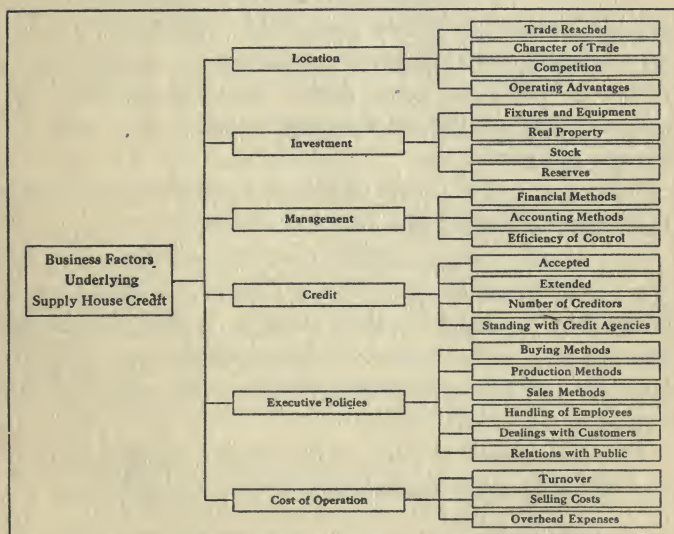 Business Factors
Underlying
Supply House Credit
Location
Trade Reached
Character of Trade
Competition
Operating Advantages
Investment
Fixtures and Equipment
Real Property
Stock
Reserves
Management
Financial Methods
Accounting Methods
Efficiency of Control
Credit
Accepted
Extended
Number of Creditors
Standing with Credit Agencies
Executive Policies
Buying Methods
Production Methods
Sales Methods
Handling of Employees
Dealings with Customers
Relations with Public
Cost of Operation
Turnover
Selling Costs
Overhead Expenses